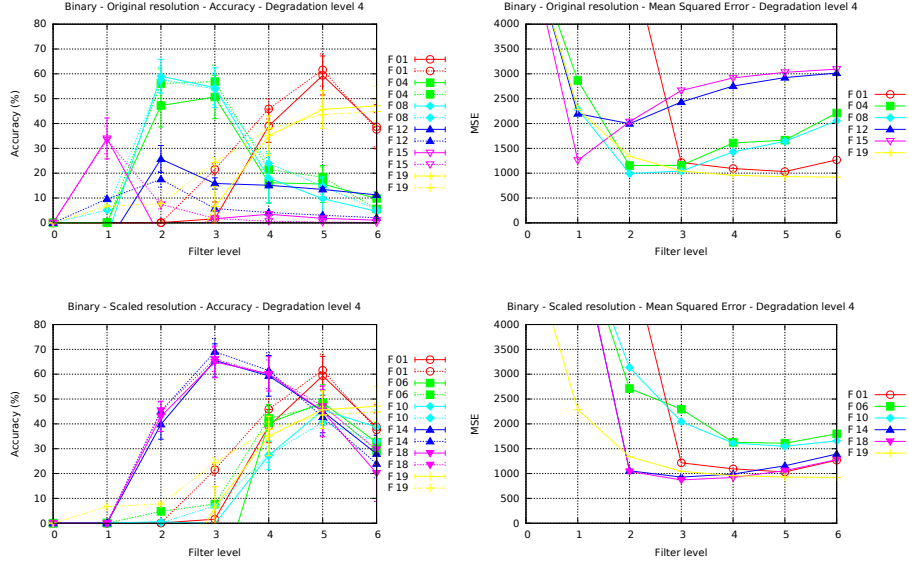 Binary - Original resolution - Accuracy - Degradation level 4
80
70
60
50
40
30
20
10
0
Accuracy (%)
0 1 2 3 4 5 6
Filter level
F 01
F 01
F 04
F 04
F 08
F 08
F 12
F 12
F 15
F 15
F 19
F 19
Binary - Original resolution - Mean Squared Error - Degradation level 4
4000
3500
3000
2500
2000
1500
1000
500
0
MSE
0 1 2 3 4 5 6
Filter level
F 01
F 04
F 08
F 12
F 15
F 19
Binary - Scaled resolution - Accuracy - Degradation level 4
80
70
60
50
40
30
20
10
0
Accuracy (%)
0 1 2 3 4 5 6
Filter level
F 01
F 01
F 06
F 06
F 10
F 10
F 14
F 14
F 18
F 18
F 19
F 19
Binary - Scaled resolution - Mean Squared Error - Degradation level 4
4000
3500
3000
2500
2000
1500
1000
500
0
MSE
0 1 2 3 4 5 6
Filter level
F 01
F 06
F 10
F 14
F 18
F 19